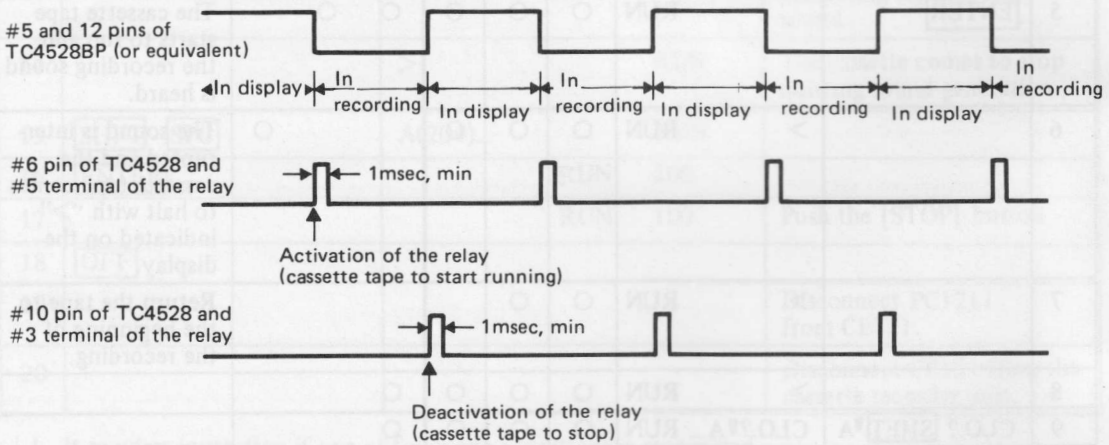 #5 and 12 pins of
TC4528BP (or equivalent)
In display
In
recording
In display
In
recording
In display
In
recording
In display
recording
#6 pin of TC4528 and
#5 terminal of the relay
1msec, min
Activation of the relay
(cassette tape to start running)
#10 pin of TC4528 and
#3 terminal of the relay
1msec, min
Deactivation of the relay
(cassette tape to stop)